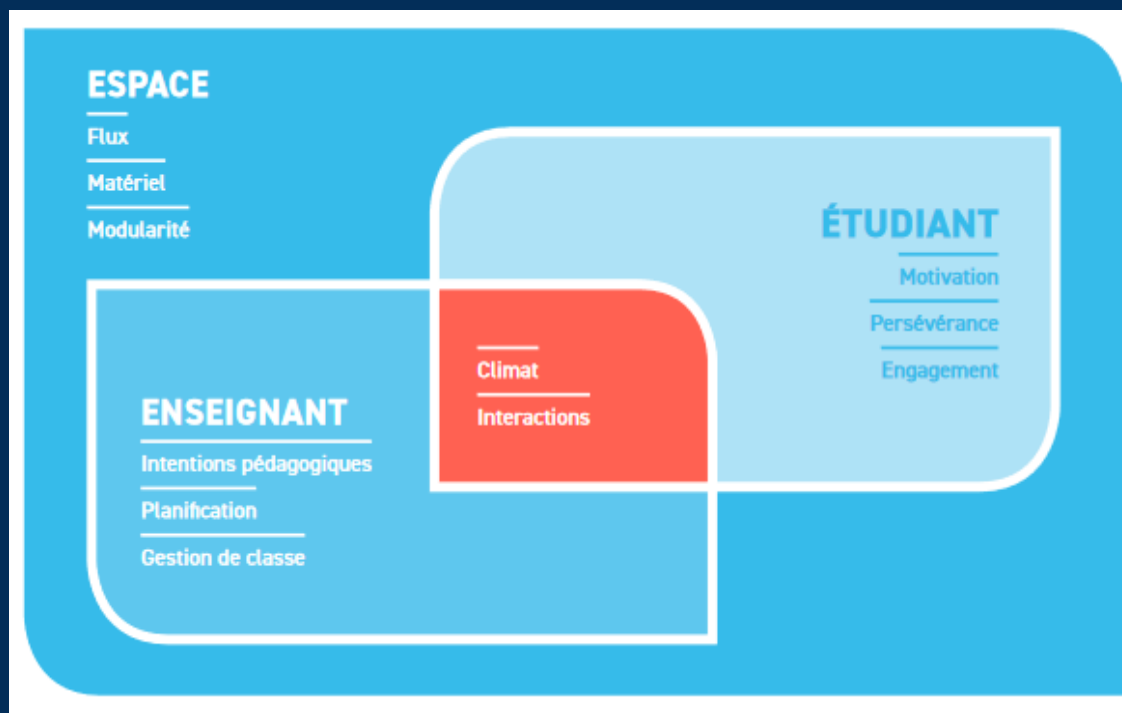 ESPACE
Flux
Matériel
Modularité
ÉTUDIANT
Motivation
Persévérance
Engagement
Climat
Interactions
ENSEIGNANT
Intentions pédagogiques
Planification
Gestion de classe